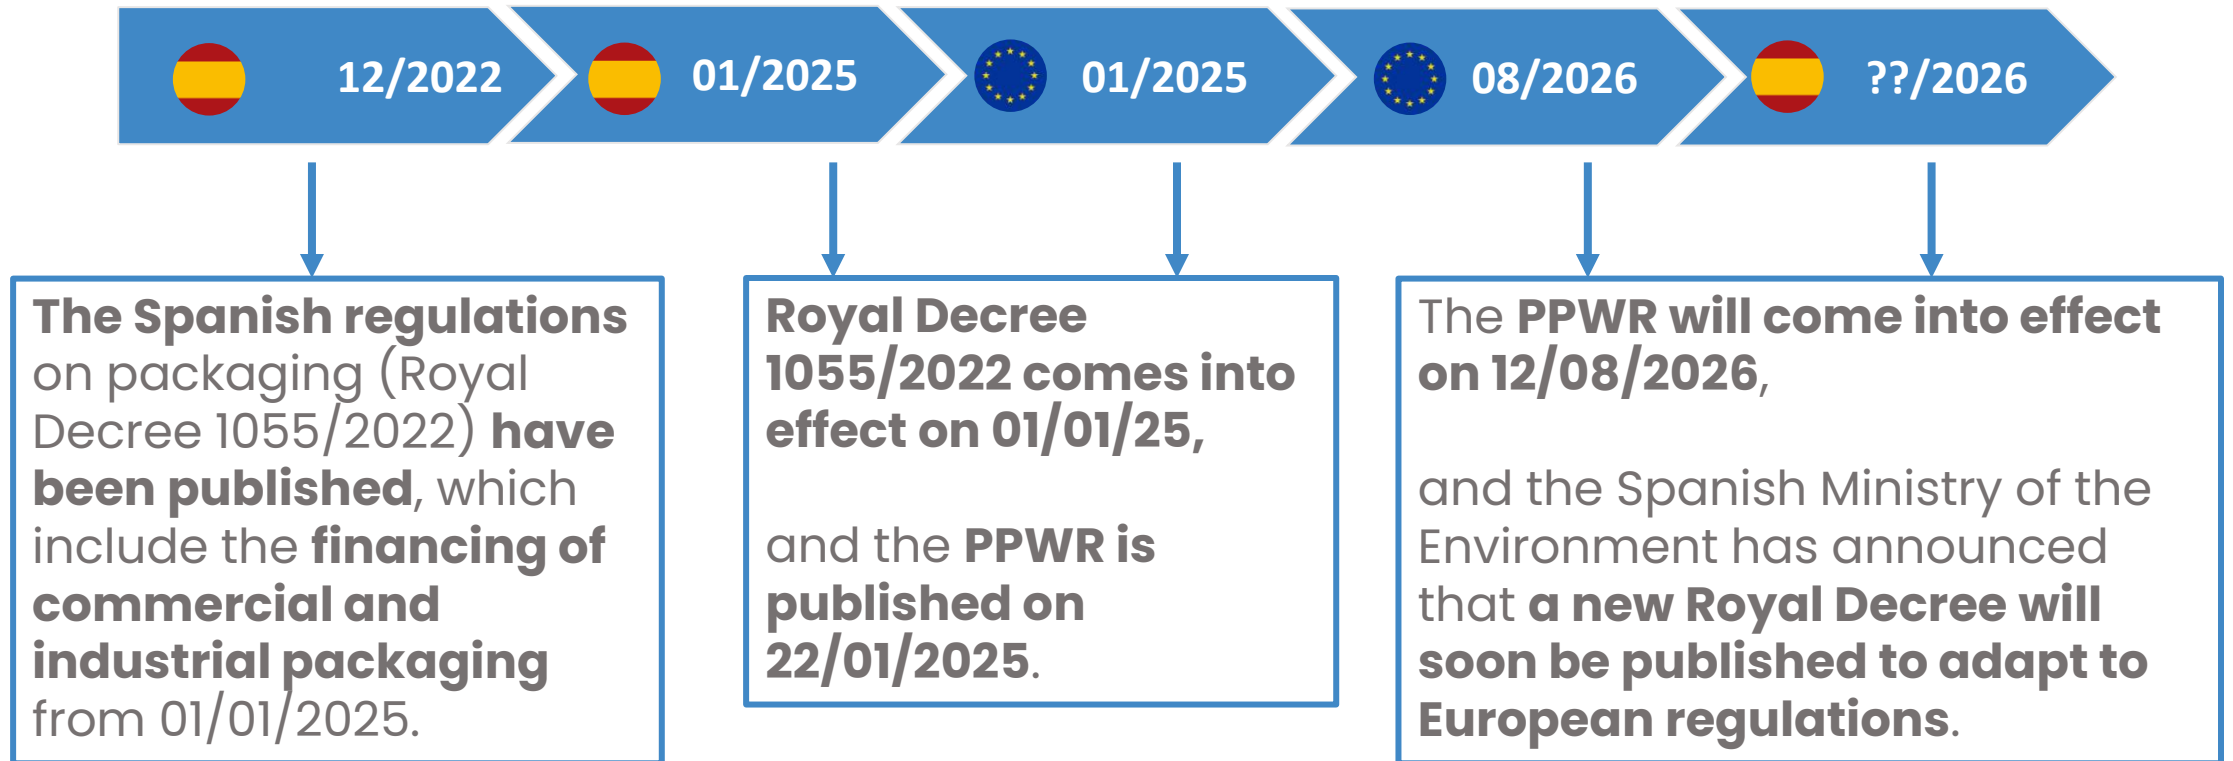 12/2022
01/2025
01/2025
08/2026
??/2026
The Spanish regulations
on packaging (Royal
Decree 1055/2022) have
been published, which
include the financing of
commercial and
industrial packaging
from 01/01/2025.
Royal Decree
1055/2022 comes into
effect on 01/01/25,
and the PPWR is
published on
22/01/2025.
The PPWR will come into effect
on 12/08/2026,
and the Spanish Ministry of the
Environment has announced
that a new Royal Decree will
soon be published to adapt to
European regulations.